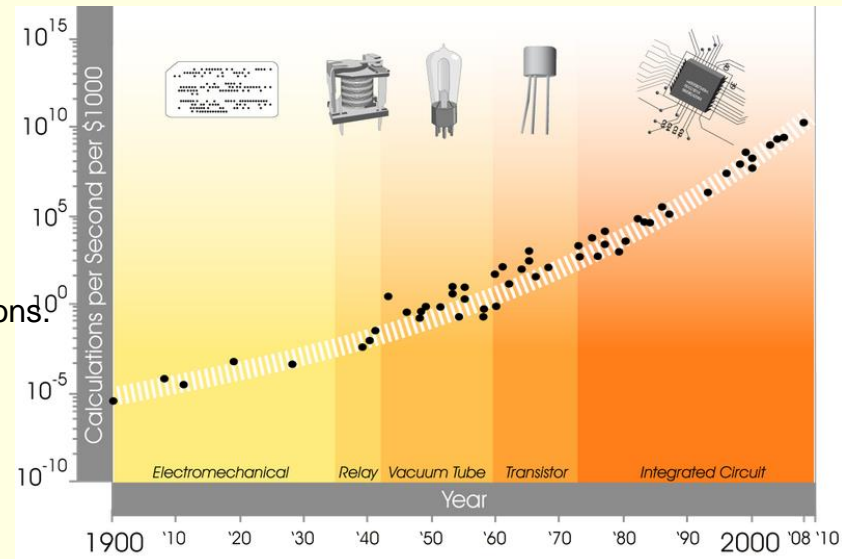 10^15
10^10
10^5
10^0
10^-5
10^-10
Calculations per Second per $1000
ons.
Electromechanical Relay Vacuum Tube Transistor Integrated Circuit
Year
1900 '10 '20 '30 '40 '50 '60 '70 '80 '90 2000 '08 '10